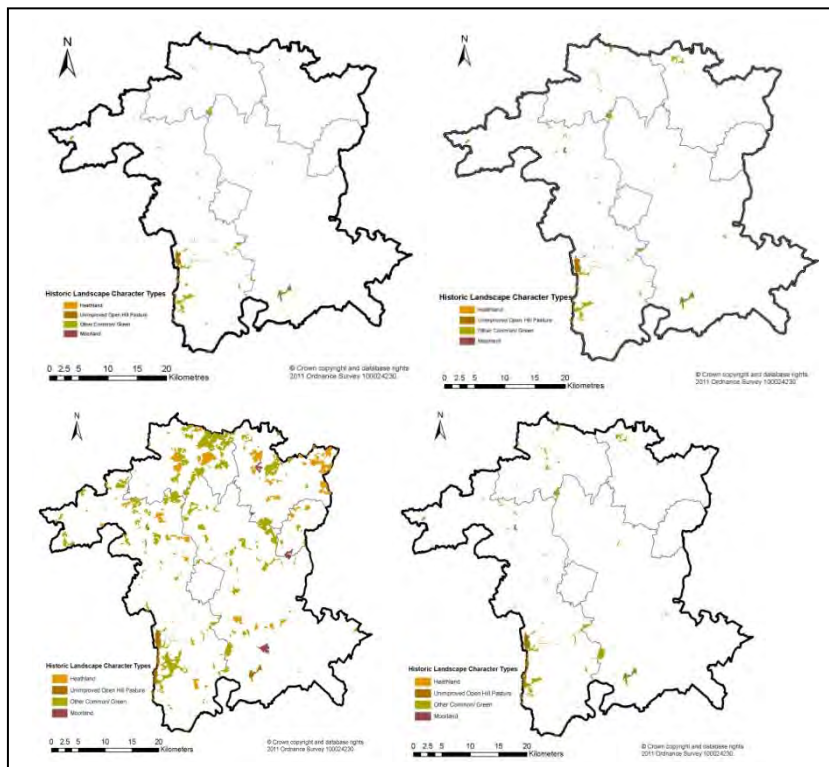 N
Historic Landscape Character Types
Heathland
Unimproved Open Hill Pasture
Other Common/ Green
Moorland
0 2.5 5 10 15 20
Kilometres
© Crown copyright and database rights
2011 Ordnance Survey 100024230
N
Historic Landscape Character Types
Heathland
Unimproved Open Hill Pasture
Other Common/ Green
Moorland
0 2.5 5 10 15 20
Kilometres
© Crown copyright and database rights
2011 Ordnance Survey 100024230.
N
Historic Landscape Character Types
Heathland
Unimproved Open Hill Pasture
Other Common/ Green
Moorland
0 2.5 5 10 15 20
Kilometers
© Crown copyright and database rights
2011 Ordnance Survey 100024230.
N
Historic Landscape Character Types
Heathland
Unimproved Open Hill Pasture
Other Common/ Green
Moorland
0 2.5 5 10 15 20
Kilometers
© Crown copyright and database rights
2011 Ordnance Survey 100024230.